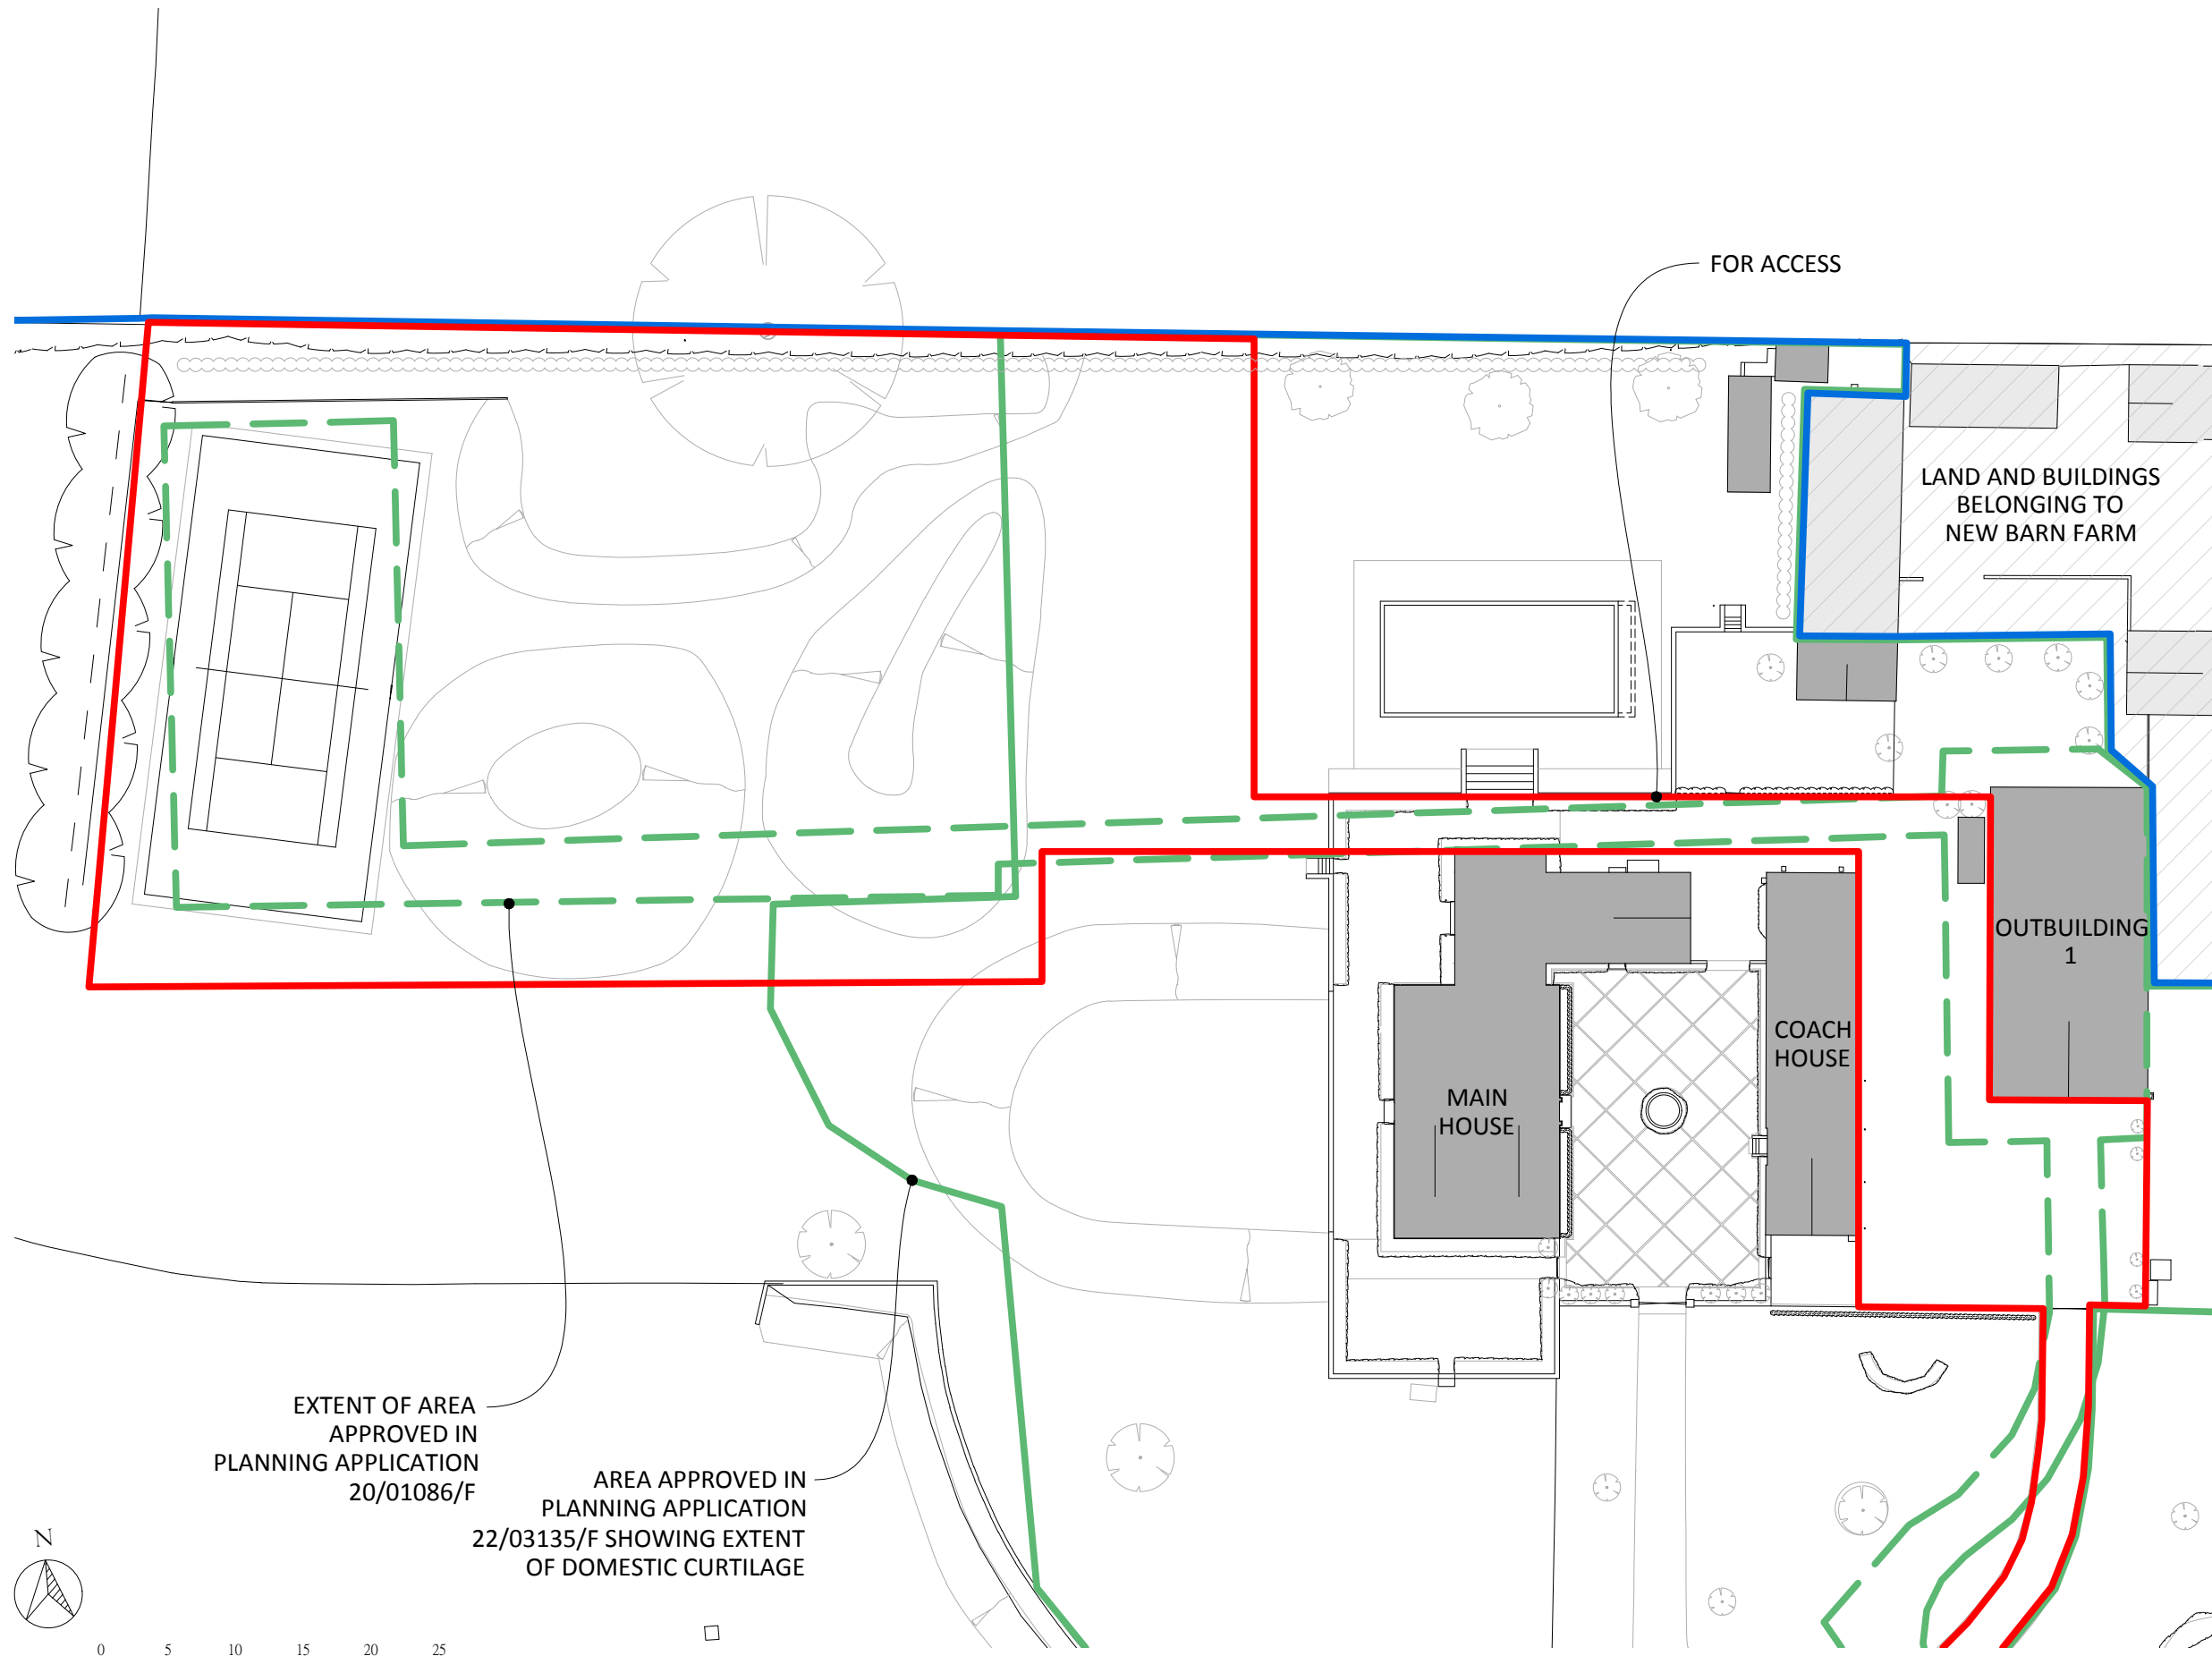 FOR ACCESS
LAND AND BUILDINGS
BELONGING TO
NEW BARN FARM
OUTBUILDING
1
COACH
HOUSE
MAIN
HOUSE
EXTENT OF AREA
APPROVED IN
PLANNING APPLICATION
20/01086/F
AREA APPROVED IN
PLANNING APPLICATION
22/03135/F SHOWING EXTENT
OF DOMESTIC CURTILAGE
N
0 5 10 15 20 25